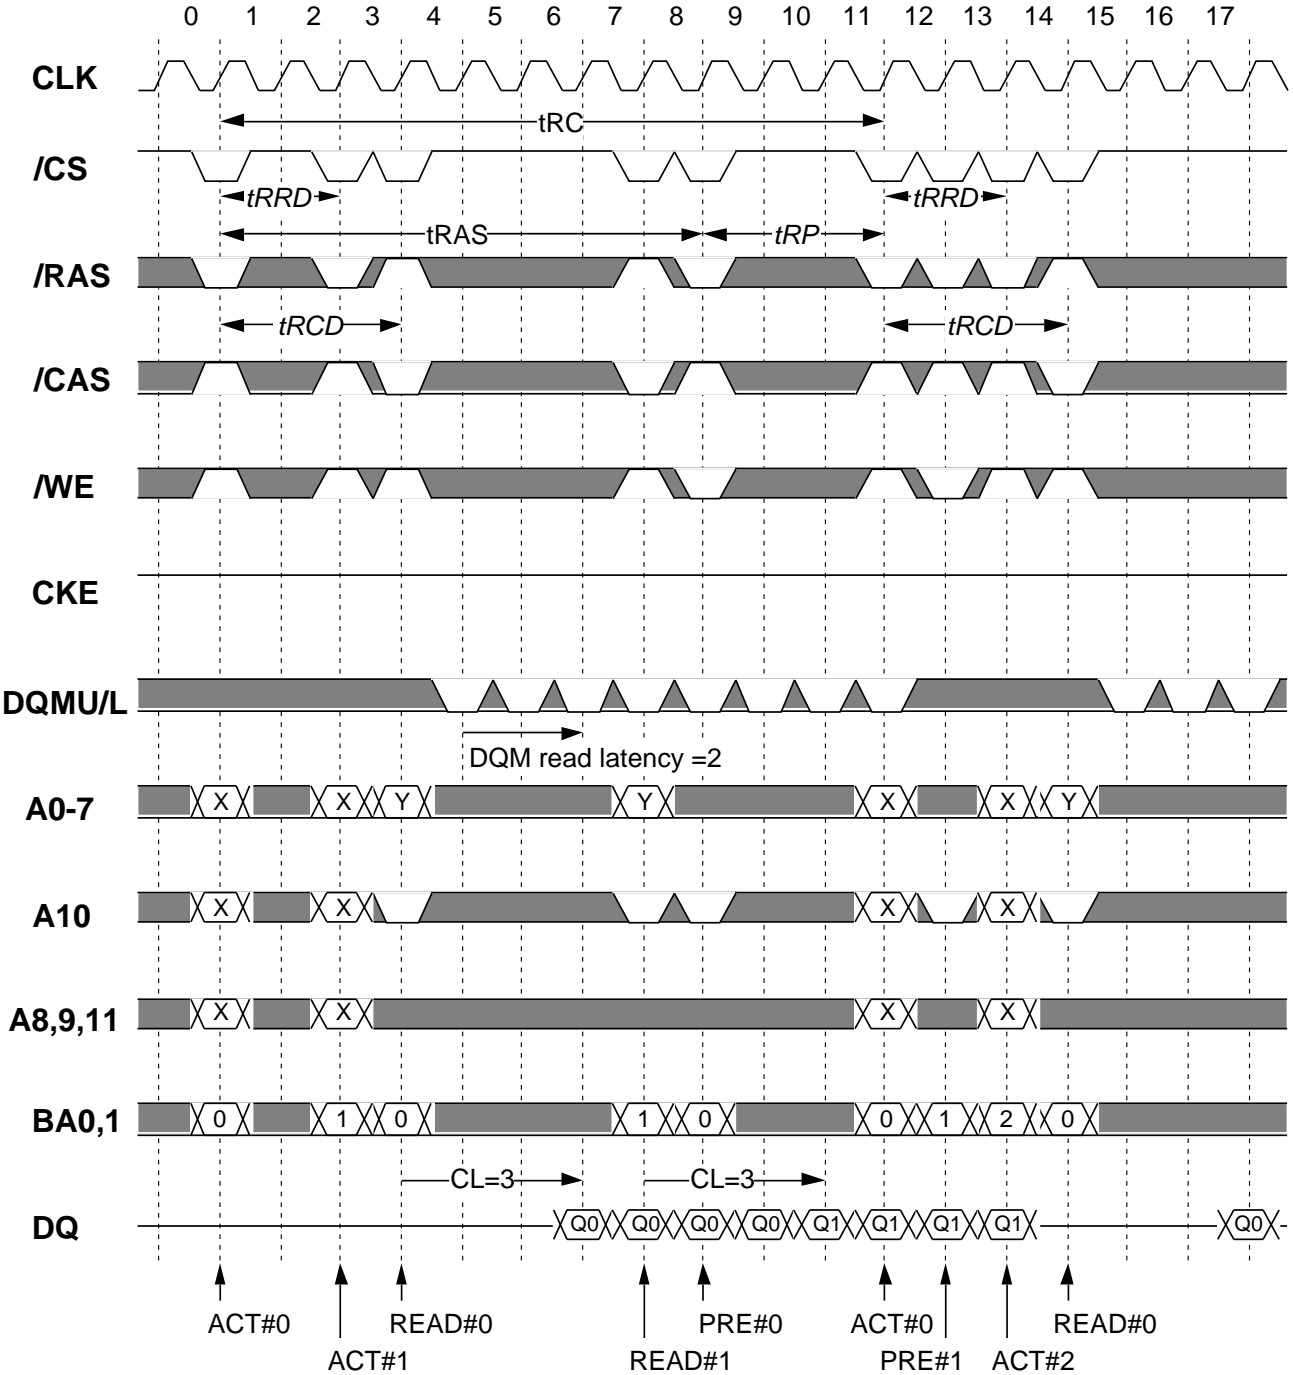 0 1 2 3 4 5 6 7 8 9 10 11 12 13 14 15 16 17
CLK
tRC
/CS
tRRD tRRD
tRAS tRP
/RAS
tRCD tRCD
/CAS
/WE
CKE
DQMU/L
DQM read latency =2
A0-7 X X Y Y X X Y
A10 X X X X
A8,9,11 X X X X
BA0,1 0 1 0 1 0 0 1 2 0
CL=3 CL=3
DQ Q0 Q0 Q0 Q0 Q1 Q1 Q1 Q1 Q0
ACT#0 READ#0 PRE#0 ACT#0 READ#0
ACT#1 READ#1 PRE#1 ACT#2